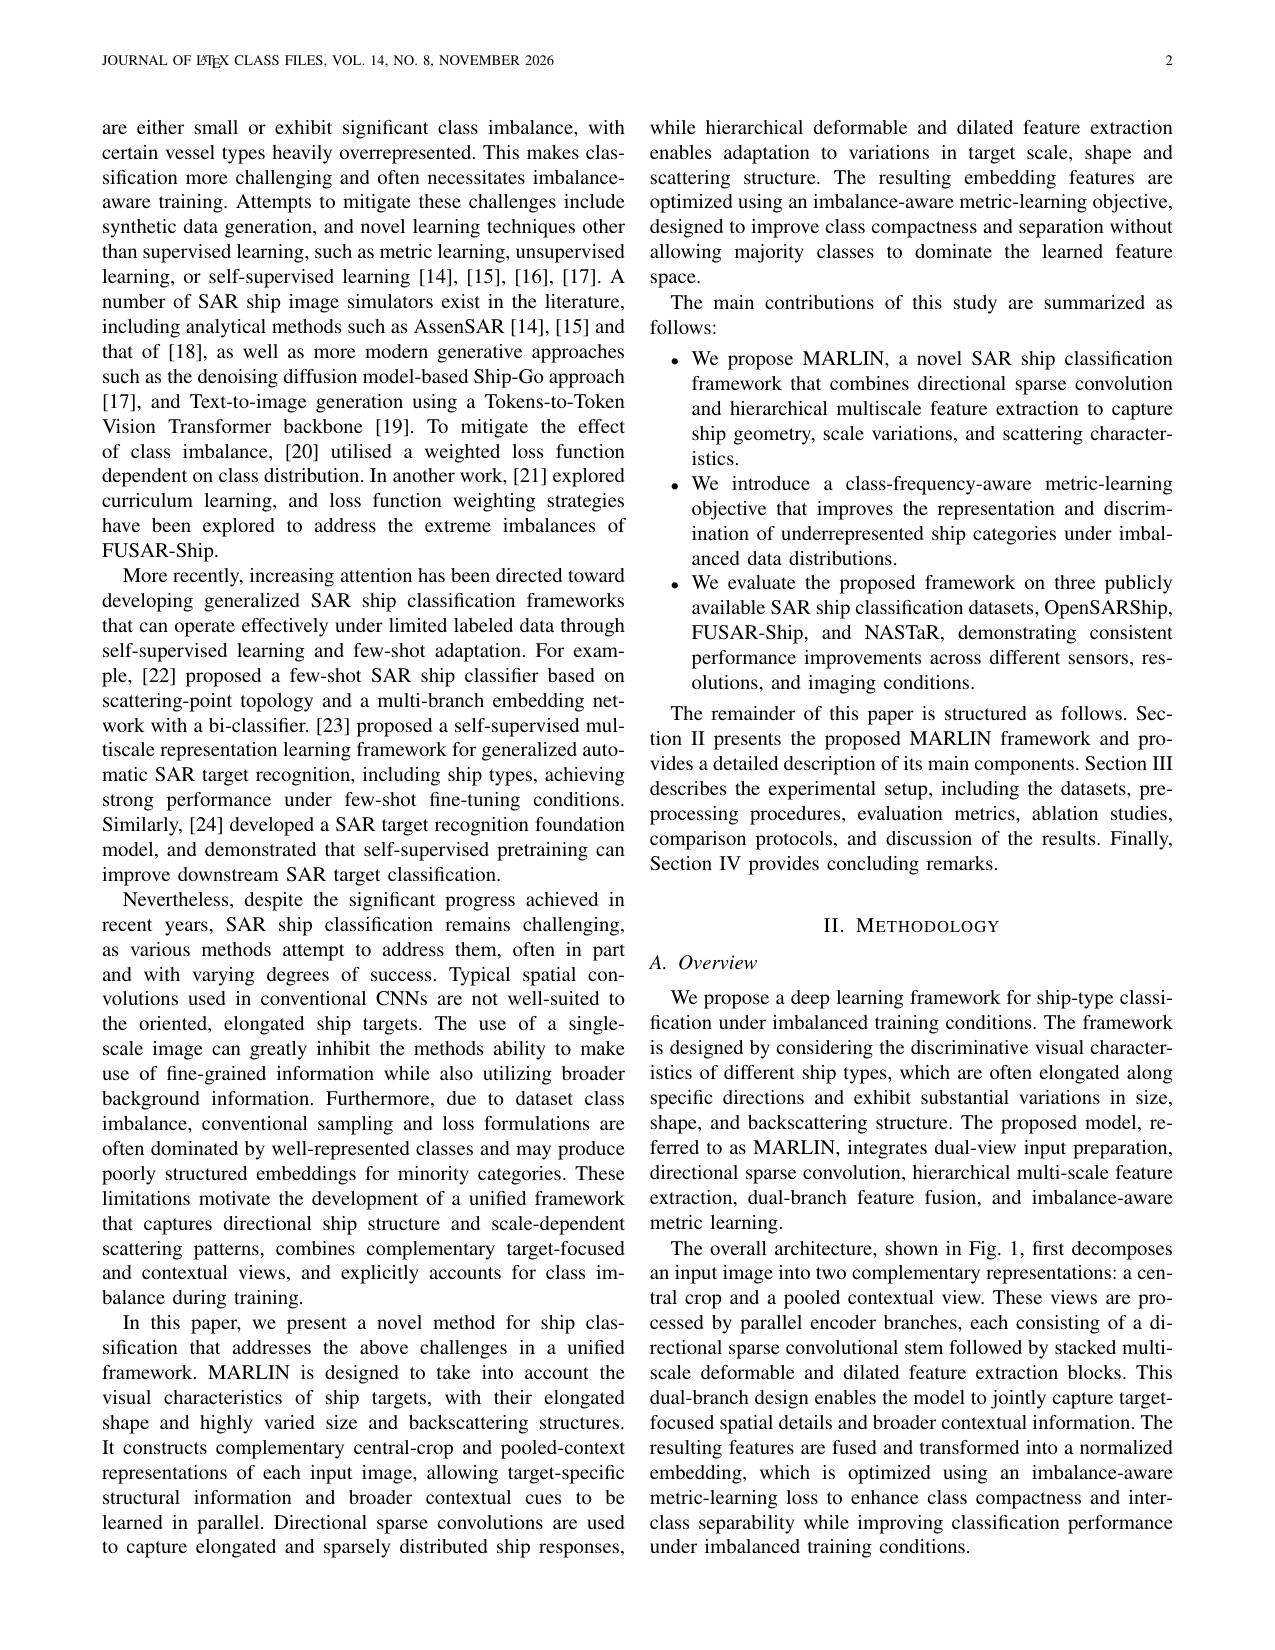 JOURNAL OF LATEX CLASS FILES, VOL. 14, NO. 8, NOVEMBER 2026
2
are either small or exhibit significant class imbalance, with
certain vessel types heavily overrepresented. This makes clas-
sification more challenging and often necessitates imbalance-
aware training. Attempts to mitigate these challenges include
synthetic data generation, and novel learning techniques other
than supervised learning, such as metric learning, unsupervised
learning, or self-supervised learning [14], [15], [16], [17]. A
number of SAR ship image simulators exist in the literature,
including analytical methods such as AssenSAR [14], [15] and
that of [18], as well as more modern generative approaches
such as the denoising diffusion model-based Ship-Go approach
[17], and Text-to-image generation using a Tokens-to-Token
Vision Transformer backbone [19]. To mitigate the effect
of class imbalance, [20] utilised a weighted loss function
dependent on class distribution. In another work, [21] explored
curriculum learning, and loss function weighting strategies
have been explored to address the extreme imbalances of
FUSAR-Ship.
More recently, increasing attention has been directed toward
developing generalized SAR ship classification frameworks
that can operate effectively under limited labeled data through
self-supervised learning and few-shot adaptation. For exam-
ple, [22] proposed a few-shot SAR ship classifier based on
scattering-point topology and a multi-branch embedding net-
work with a bi-classifier. [23] proposed a self-supervised mul-
tiscale representation learning framework for generalized auto-
matic SAR target recognition, including ship types, achieving
strong performance under few-shot fine-tuning conditions.
Similarly, [24] developed a SAR target recognition foundation
model, and demonstrated that self-supervised pretraining can
improve downstream SAR target classification.
Nevertheless, despite the significant progress achieved in
recent years, SAR ship classification remains challenging,
as various methods attempt to address them, often in part
and with varying degrees of success. Typical spatial con-
volutions used in conventional CNNs are not well-suited to
the oriented, elongated ship targets. The use of a single-
scale image can greatly inhibit the methods ability to make
use of fine-grained information while also utilizing broader
background information. Furthermore, due to dataset class
imbalance, conventional sampling and loss formulations are
often dominated by well-represented classes and may produce
poorly structured embeddings for minority categories. These
limitations motivate the development of a unified framework
that captures directional ship structure and scale-dependent
scattering patterns, combines complementary target-focused
and contextual views, and explicitly accounts for class im-
balance during training.
In this paper, we present a novel method for ship clas-
sification that addresses the above challenges in a unified
framework. MARLIN is designed to take into account the
visual characteristics of ship targets, with their elongated
shape and highly varied size and backscattering structures.
It constructs complementary central-crop and pooled-context
representations of each input image, allowing target-specific
structural information and broader contextual cues to be
learned in parallel. Directional sparse convolutions are used
to capture elongated and sparsely distributed ship responses,
while hierarchical deformable and dilated feature extraction
enables adaptation to variations in target scale, shape and
scattering structure. The resulting embedding features are
optimized using an imbalance-aware metric-learning objective,
designed to improve class compactness and separation without
allowing majority classes to dominate the learned feature
space.
The main contributions of this study are summarized as
follows:
• We propose MARLIN, a novel SAR ship classification
framework that combines directional sparse convolution
and hierarchical multiscale feature extraction to capture
ship geometry, scale variations, and scattering character-
istics.
• We introduce a class-frequency-aware metric-learning
objective that improves the representation and discrim-
ination of underrepresented ship categories under imbal-
anced data distributions.
• We evaluate the proposed framework on three publicly
available SAR ship classification datasets, OpenSARShip,
FUSAR-Ship, and NASTaR, demonstrating consistent
performance improvements across different sensors, res-
olutions, and imaging conditions.
The remainder of this paper is structured as follows. Sec-
tion II presents the proposed MARLIN framework and pro-
vides a detailed description of its main components. Section III
describes the experimental setup, including the datasets, pre-
processing procedures, evaluation metrics, ablation studies,
comparison protocols, and discussion of the results. Finally,
Section IV provides concluding remarks.
II. METHODOLOGY
A. Overview
We propose a deep learning framework for ship-type classi-
fication under imbalanced training conditions. The framework
is designed by considering the discriminative visual character-
istics of different ship types, which are often elongated along
specific directions and exhibit substantial variations in size,
shape, and backscattering structure. The proposed model, re-
ferred to as MARLIN, integrates dual-view input preparation,
directional sparse convolution, hierarchical multi-scale feature
extraction, dual-branch feature fusion, and imbalance-aware
metric learning.
The overall architecture, shown in Fig. 1, first decomposes
an input image into two complementary representations: a cen-
tral crop and a pooled contextual view. These views are pro-
cessed by parallel encoder branches, each consisting of a di-
rectional sparse convolutional stem followed by stacked multi-
scale deformable and dilated feature extraction blocks. This
dual-branch design enables the model to jointly capture target-
focused spatial details and broader contextual information. The
resulting features are fused and transformed into a normalized
embedding, which is optimized using an imbalance-aware
metric-learning loss to enhance class compactness and inter-
class separability while improving classification performance
under imbalanced training conditions.